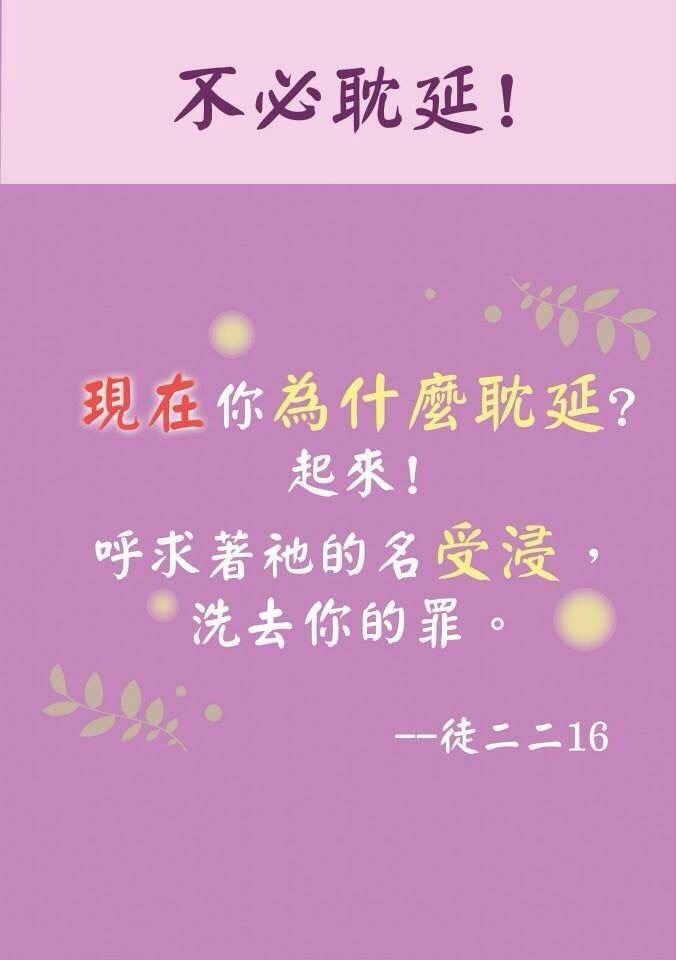 不必耽延!
現在你為什麼耽延?
起來!
呼求著祂的名受浸，
洗去你的罪。
--徒二二16